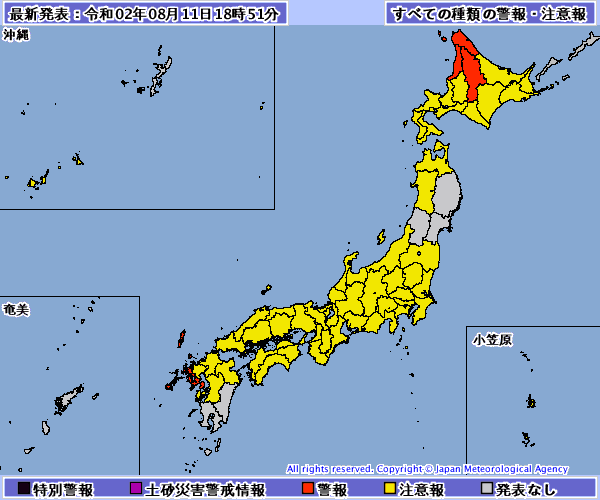 最新発表：令和02年08月11日18時51分
すべての種類の警報・注意報
沖縄
奄美
小笠原
All rights reserved. Copyright © Japan Meteorological Agency
特別警報 土砂災害警戒情報 警報 注意報 発表なし